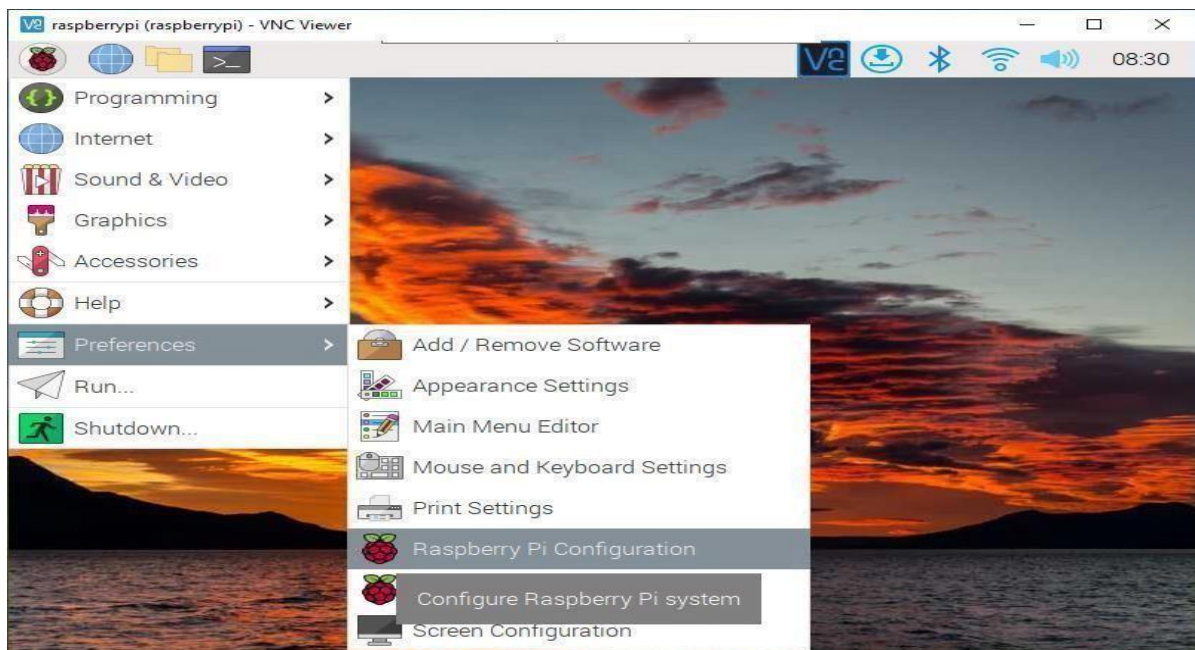 raspberrypi (raspberrypi) - VNC Viewer
08:30
Programming
Internet
Sound & Video
Graphics
Accessories
Help
Preferences
Run...
Shutdown...
Add / Remove Software
Appearance Settings
Main Menu Editor
Mouse and Keyboard Settings
Print Settings
Raspberry Pi Configuration
Configure Raspberry Pi system
Screen Configuration